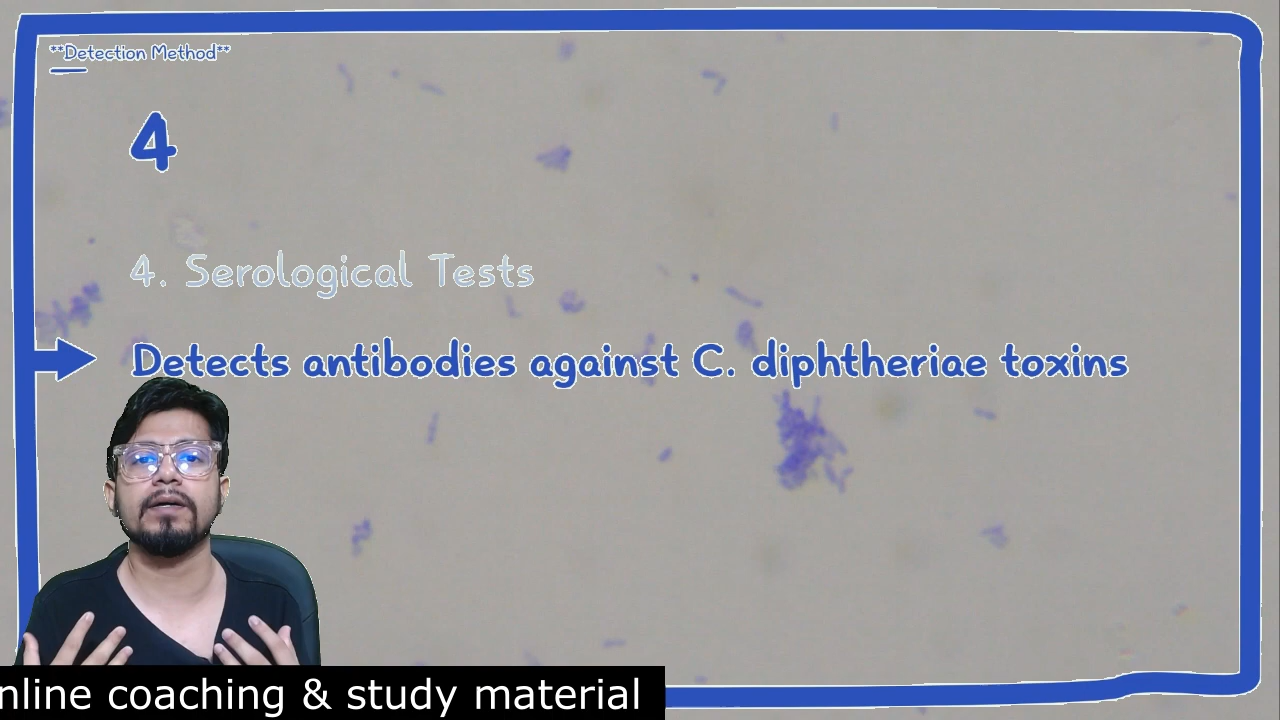 **Detection Method**
4
4. Serological Tests
Detects antibodies against C. diphtheriae toxins
nline coaching & study material